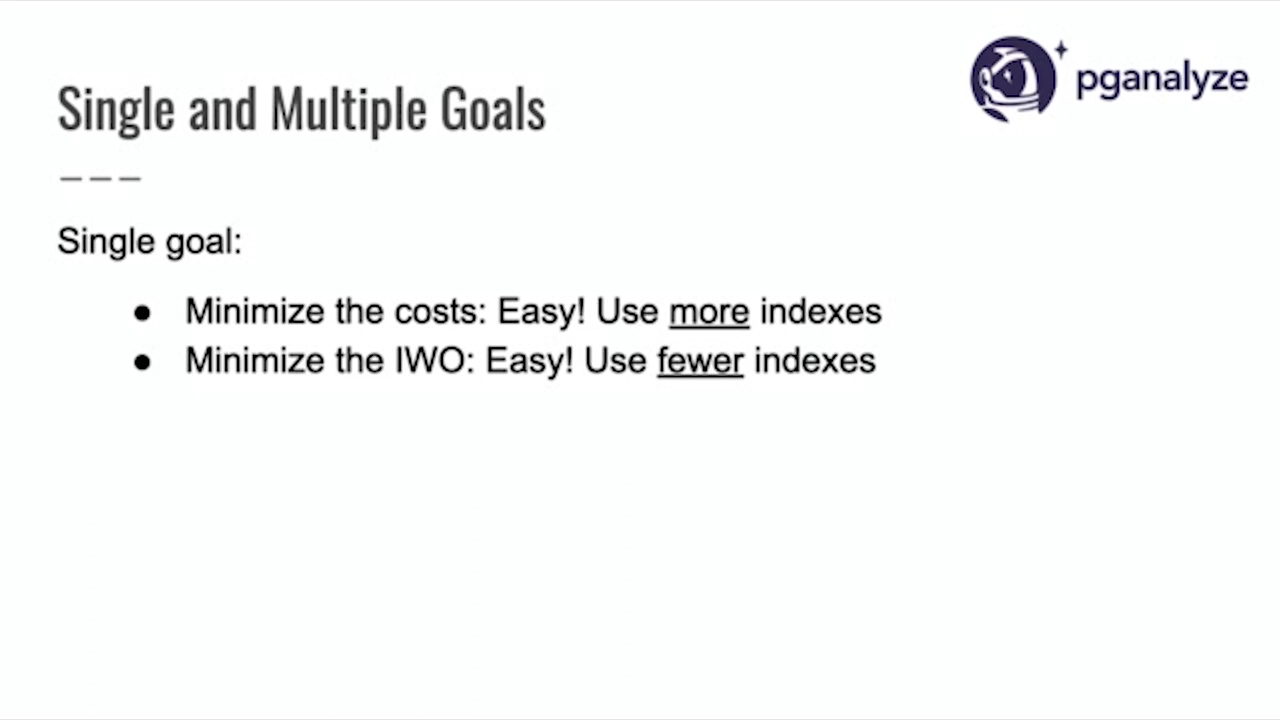 pganalyze
Single and Multiple Goals
Single goal:
● Minimize the costs: Easy! Use more indexes
● Minimize the IWO: Easy! Use fewer indexes